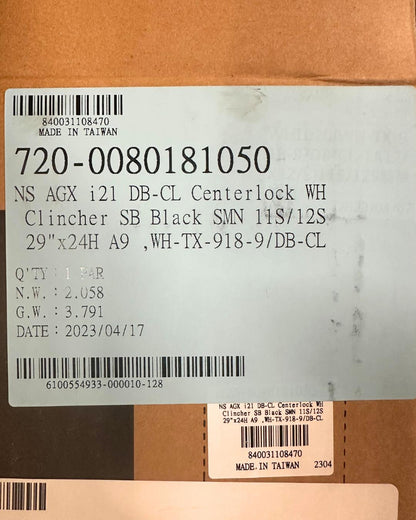 840031108470
MADE IN TAIWAN
720-0080181050
NS AGX i21 DB-CL Centerlock WH
Clincher SB Black SMN 11S/12S
29"x24H A9 ,WH-TX-918-9/DB-CL
Q'TY : 1 PAR
N.W. : 2.058
G.W. : 3.791
DATE : 2023/04/17
6100554933-000010-128
NS AGX i21 DB-CL Centerlock WH
Clincher SB Black SMN 11S/12S
29"x24H A9 ,WH-TX-918-9/DB-CL
840031108470
MADE IN TAIWAN 2304